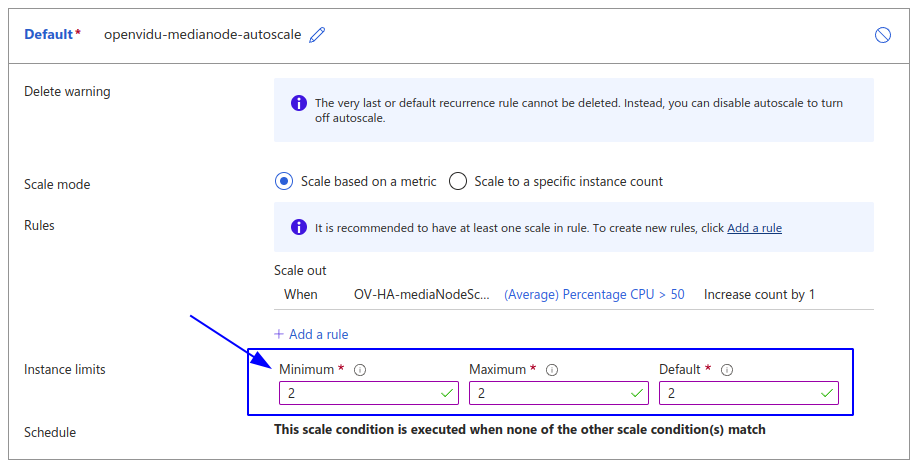 Default* openvidu-medianode-autoscale
Delete warning
The very last or default recurrence rule cannot be deleted. Instead, you can disable autoscale to turn
off autoscale.
Scale mode
Scale based on a metric Scale to a specific instance count
Rules
It is recommended to have at least one scale in rule. To create new rules, click Add a rule
Scale out
When OV-HA-mediaNodeSc... (Average) Percentage CPU > 50 Increase count by 1
+ Add a rule
Instance limits
Minimum * Maximum * Default *
2 2 2
Schedule
This scale condition is executed when none of the other scale condition(s) match